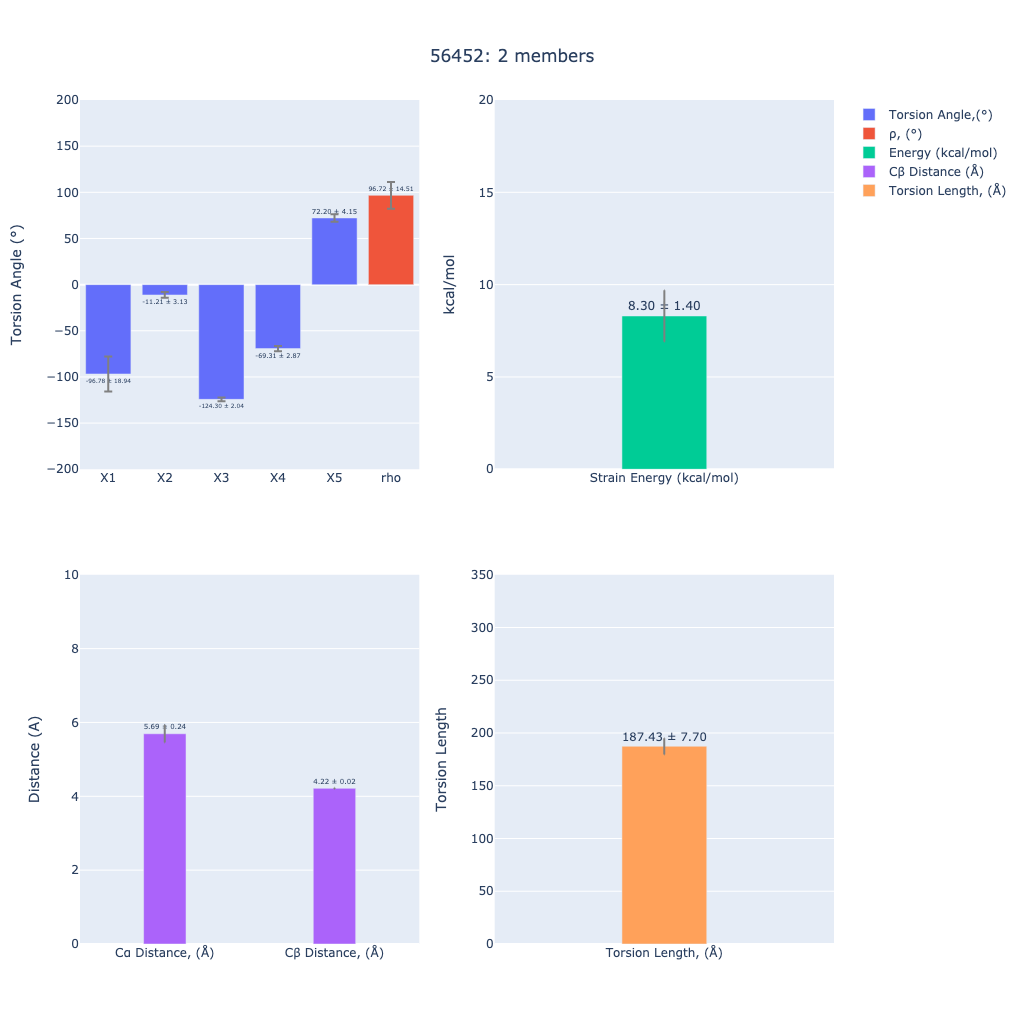 56452: 2 members
Torsion Angle (°)
200
150
100
50
0
−50
−100
−150
−200
-96.78 ± 18.94
-11.21 ± 3.13
-124.30 ± 2.04
-69.31 ± 2.87
72.20 ± 4.15
96.72 ± 14.51
X1 X2 X3 X4 X5 rho
kcal/mol
20
15
10
5
0
8.30 ± 1.40
Strain Energy (kcal/mol)
Torsion Angle,(°)
ρ, (°)
Energy (kcal/mol)
Cβ Distance (Å)
Torsion Length, (Å)
Distance (A)
10
8
6
4
2
0
5.69 ± 0.24
4.22 ± 0.02
Cα Distance, (Å) Cβ Distance, (Å)
Torsion Length
350
300
250
200
150
100
50
0
187.43 ± 7.70
Torsion Length, (Å)